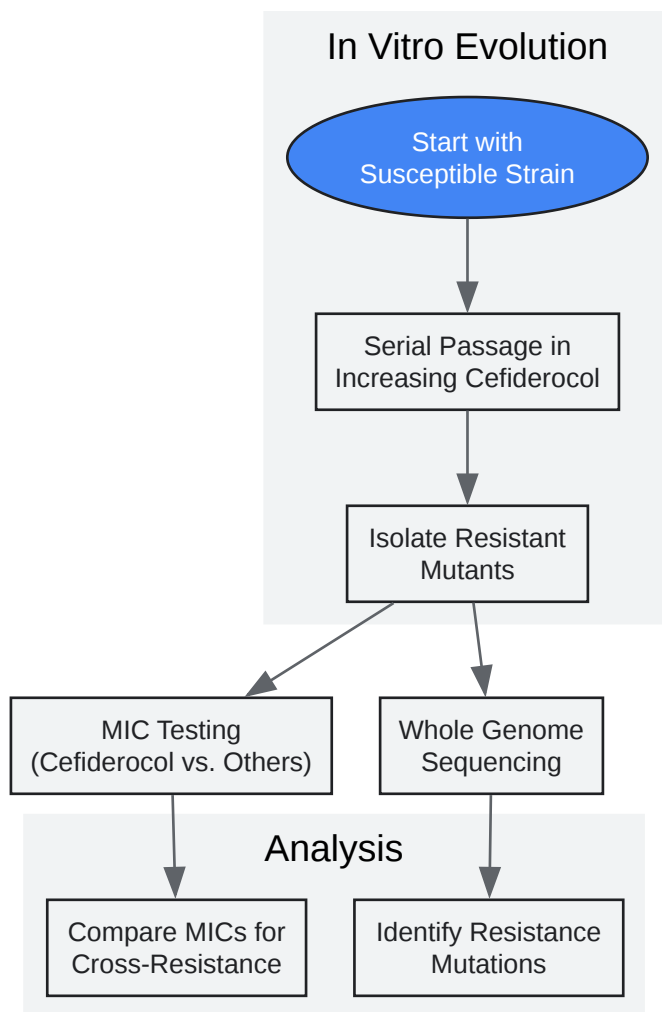 In Vitro Evolution
Start with
Susceptible Strain
Serial Passage in
Increasing Cefiderocol
Isolate Resistant
Mutants
MIC Testing
(Cefiderocol vs. Others)
Whole Genome
Sequencing
Analysis
Compare MICs for
Cross-Resistance
Identify Resistance
Mutations